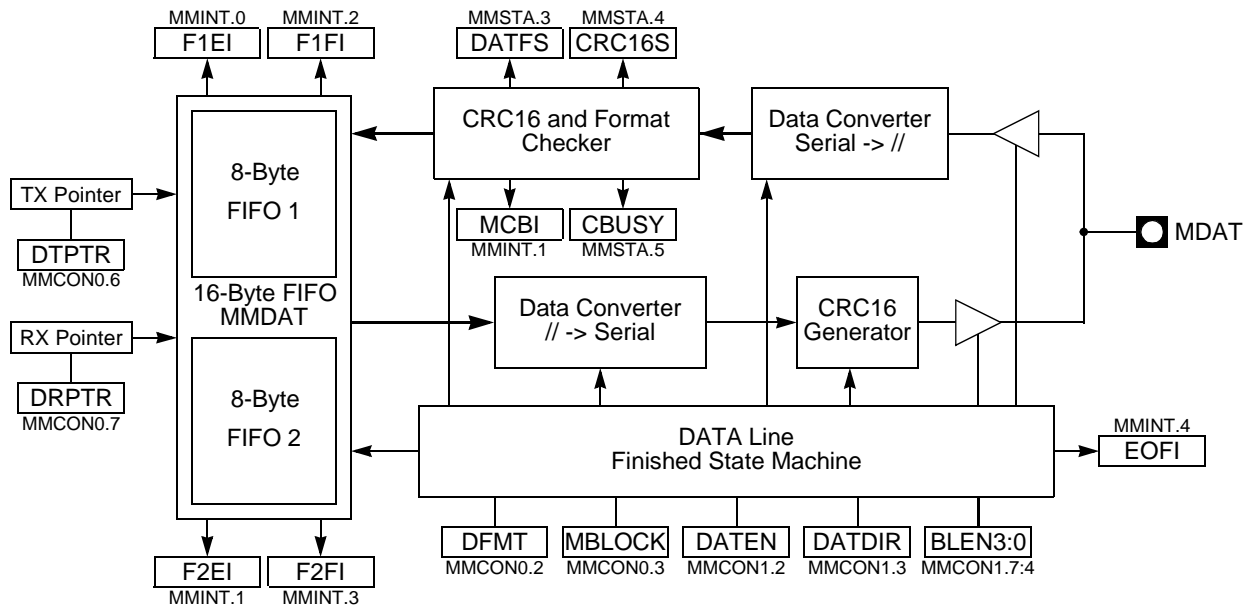 MMINT.0
MMINT.2
MMSTA.3
MMSTA.4
F1EI
F1FI
DATFS
CRC16S
8-Byte
FIFO 1
CRC16 and Format
Checker
Data Converter
Serial -> //
TX Pointer
DTPTR
MMCON0.6
MCBI
MMINT.1
CBUSY
MMSTA.5
MDAT
16-Byte FIFO
MMDAT
Data Converter
// -> Serial
CRC16
Generator
RX Pointer
DRPTR
MMCON0.7
8-Byte
FIFO 2
DATA Line
Finished State Machine
MMINT.4
EOFI
F2EI
MMINT.1
F2FI
MMINT.3
DFMT
MMCON0.2
MBLOCK
MMCON0.3
DATEN
MMCON1.2
DATDIR
MMCON1.3
BLEN3:0
MMCON1.7:4